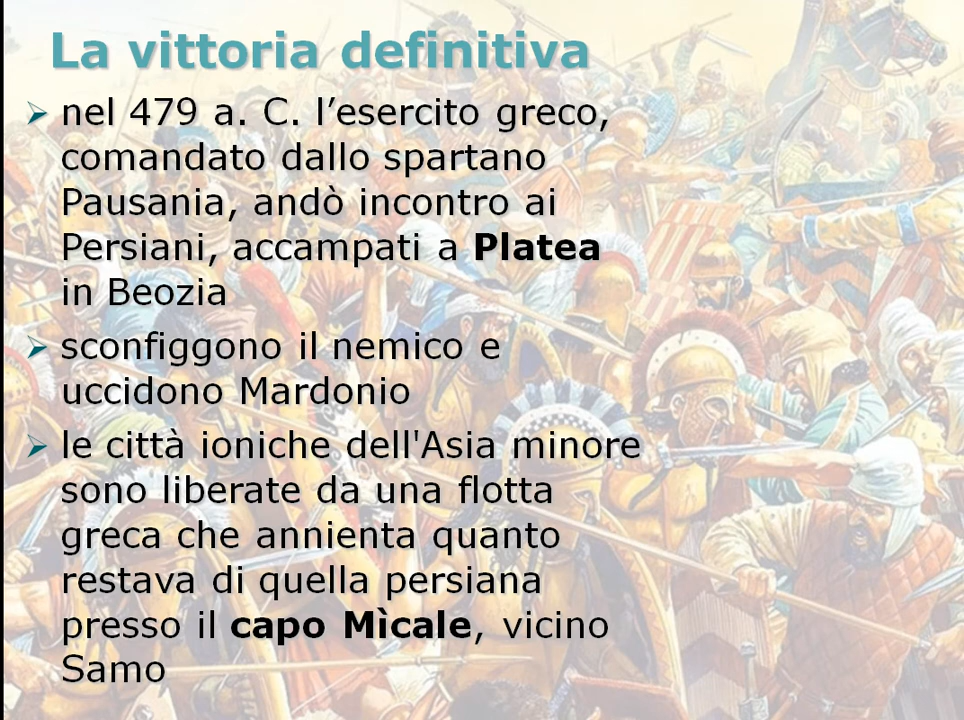 La vittoria definitiva
➢ nel 479 a. C. l’esercito greco,
comandato dallo spartano
Pausania, andò incontro ai
Persiani, accampati a Platea
in Beozia
➢ sconfiggono il nemico e
uccidono Mardonio
➢ le città ioniche dell'Asia minore
sono liberate da una flotta
greca che annienta quanto
restava di quella persiana
presso il capo Mìcale, vicino
Samo